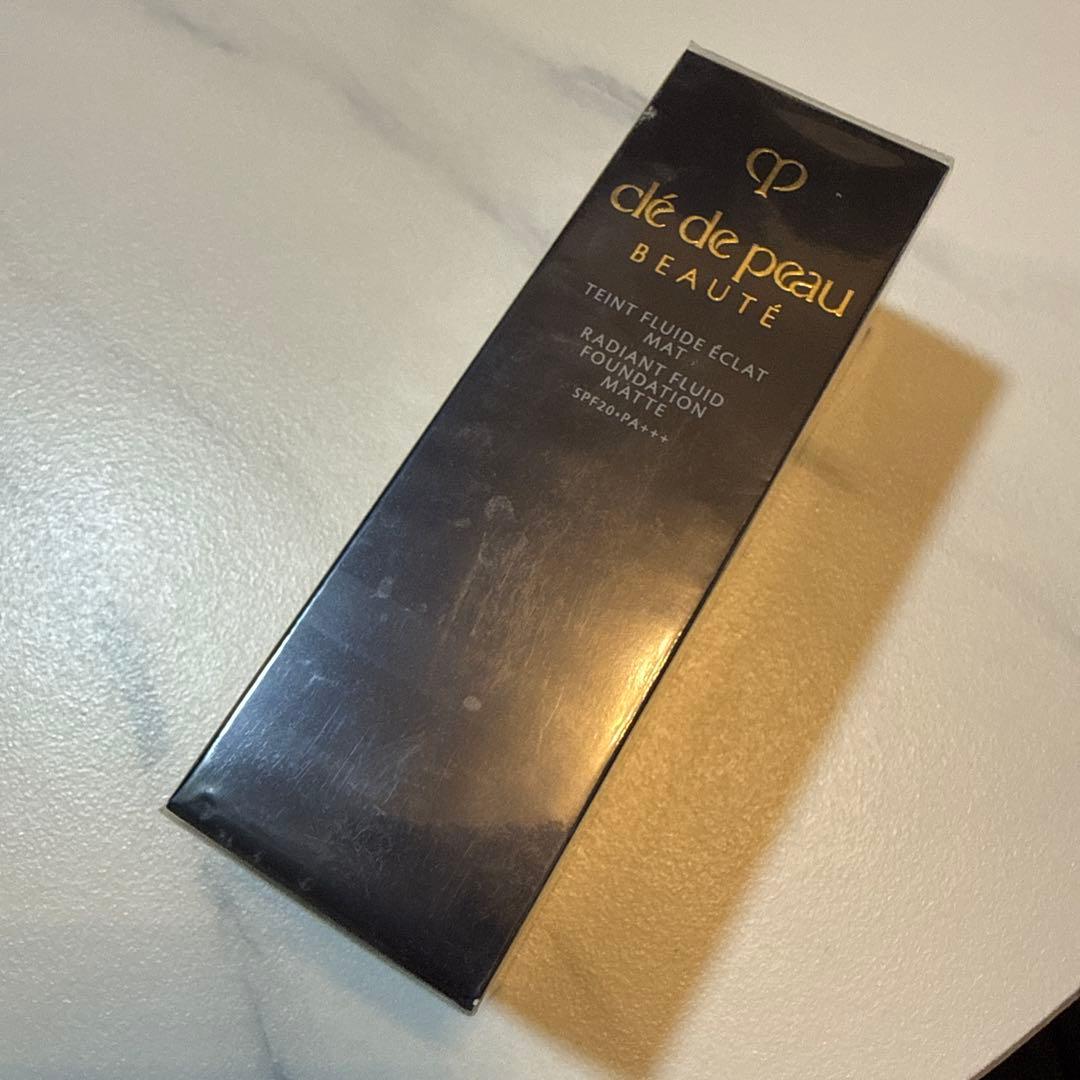 clé de peau
BEAUTÉ
TEINT FLUIDE ÉCLAT
MAT
RADIANT FLUID
FOUNDATION
MATTE
SPF20•PA+++